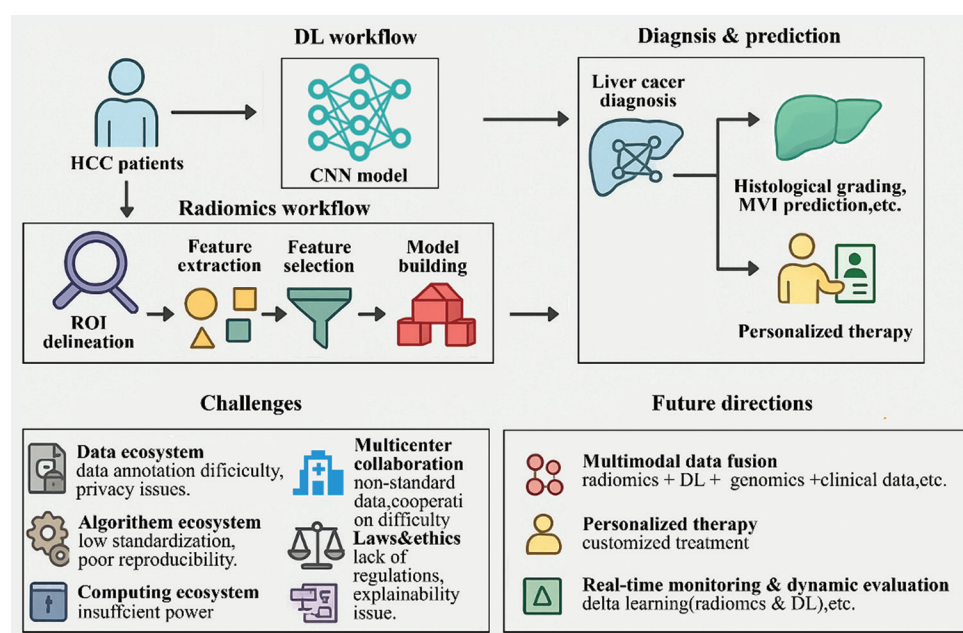 DL workflow
CNN model
HCC patients
Radiomics workflow
ROI
delineation
Feature
extraction
Feature
selection
Model
building
Diagnsis & prediction
Liver cacer
diagnosis
Histological grading,
MVI prediction,etc.
Personalized therapy
Challenges
Data ecosystem
data annotation dificiculty,
privacy issues.
Algorithem ecosystem
low standardization,
poor reproducibility.
Computing ecosystem
insuffcient power
Multicenter
collaboration
non-standard
data,cooperati
on difficulty
Laws&ethics
lack of
regulations,
explainability
issue.
Future directions
Multimodal data fusion
radiomics + DL + genomics +clinical data,etc.
Personalized therapy
customized treatment
Real-time monitoring & dynamic evaluation
delta learning(radiomcs & DL),etc.